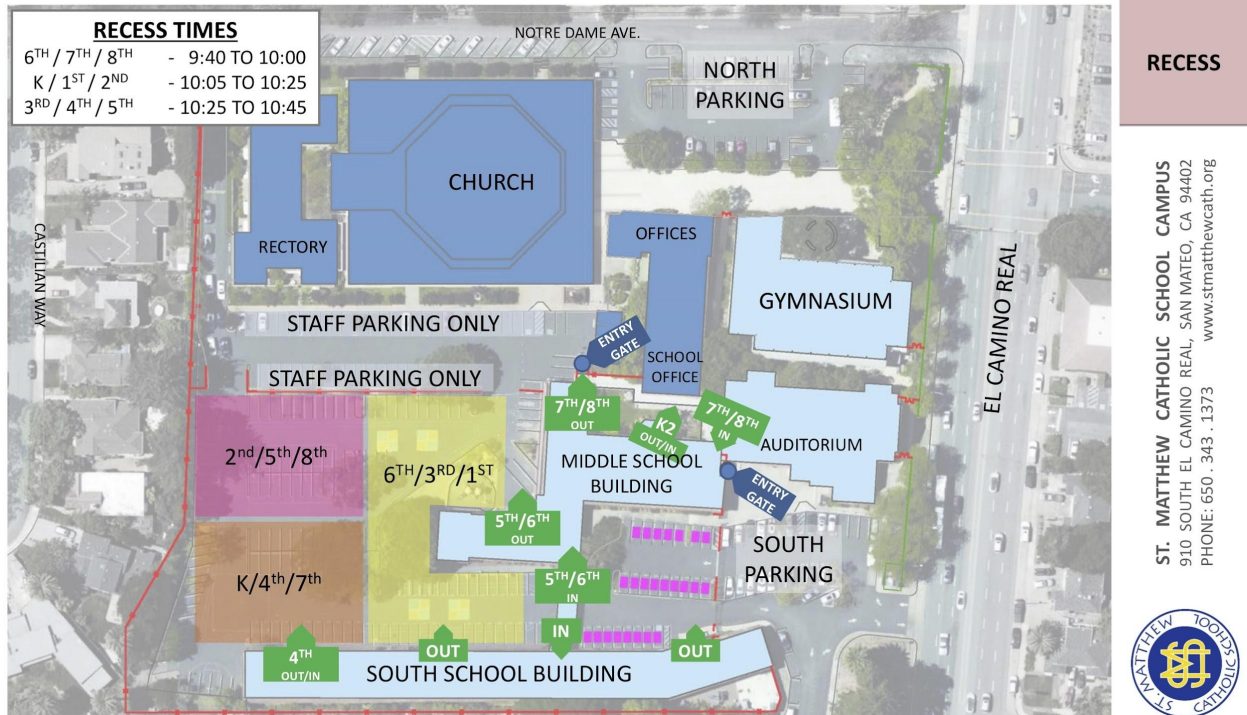 RECESS TIMES
6TH / 7TH / 8TH - 9:40 TO 10:00
K / 1ST / 2ND - 10:05 TO 10:25
3RD / 4TH / 5TH - 10:25 TO 10:45
NOTRE DAME AVE.
NORTH
PARKING
CHURCH
RECTORY
OFFICES
GYMNASIUM
CASTILIAN WAY
EL CAMINO REAL
STAFF PARKING ONLY
ENTRY
GATE
SCHOOL
OFFICE
STAFF PARKING ONLY
7TH/8TH
OUT
K2
OUT/IN
7TH/8TH
IN
AUDITORIUM
2nd/5th/8th
6TH/3RD/1ST
MIDDLE SCHOOL
BUILDING
ENTRY
GATE
5TH/6TH
OUT
SOUTH
PARKING
K/4th/7th
5TH/6TH
IN
4TH
OUT/IN
OUT
IN
OUT
SOUTH SCHOOL BUILDING
RECESS
ST. MATTHEW CATHOLIC SCHOOL CAMPUS
910 SOUTH EL CAMINO REAL, SAN MATEO, CA 94402
PHONE: 650 . 343 . 1373 www.stmatthewcath.org
ST. MATTHEW
CATHOLIC SCHOOL